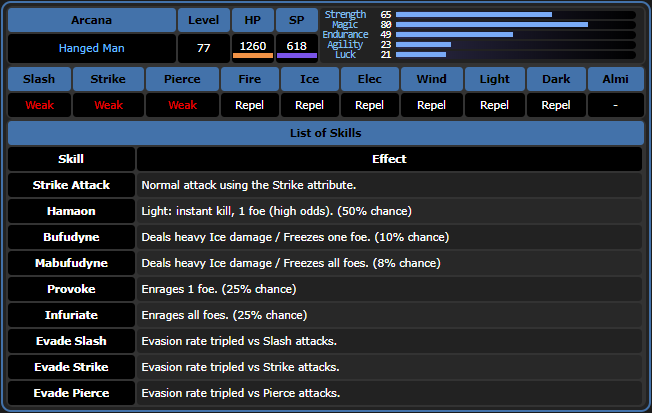 Arcana Level HP SP
Hanged Man 77 1260 618
Strength 65
Magic 80
Endurance 49
Agility 23
Luck 21
Slash Strike Pierce Fire Ice Elec Wind Light Dark Almi
Weak Weak Weak Repel Repel Repel Repel Repel Repel -
List of Skills
Skill Effect
Strike Attack Normal attack using the Strike attribute.
Hamaon Light: instant kill, 1 foe (high odds). (50% chance)
Bufudyne Deals heavy Ice damage / Freezes one foe. (10% chance)
Mabufudyne Deals heavy Ice damage / Freezes all foes. (8% chance)
Provoke Enrages 1 foe. (25% chance)
Infuriate Enrages all foes. (25% chance)
Evade Slash Evasion rate tripled vs Slash attacks.
Evade Strike Evasion rate tripled vs Strike attacks.
Evade Pierce Evasion rate tripled vs Pierce attacks.